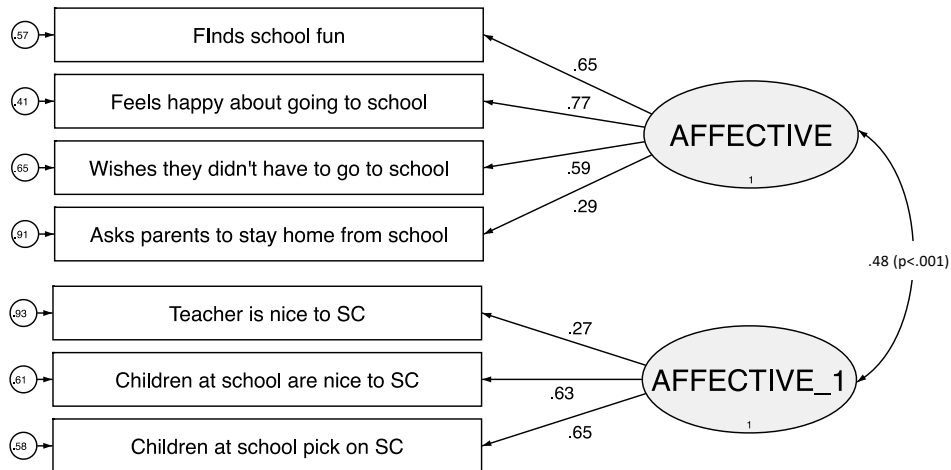 .57 FInds school fun
.65
.41 Feels happy about going to school
.77
AFFECTIVE
1
.65 Wishes they didn't have to go to school
.59
.91 Asks parents to stay home from school
.29
.48 (p<.001)
.93 Teacher is nice to SC
.27
.61 Children at school are nice to SC
.63
AFFECTIVE_1
1
.58 Children at school pick on SC
.65